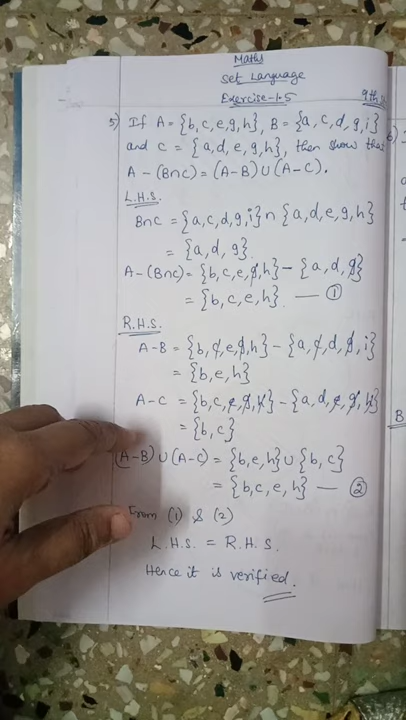 Maths
Set Language
Exercise-1.5
9th
5) If A = {b, c, e, g, h}, B = {a, c, d, g, i}
and C = {a, d, e, g, h}, then show that
A - (B∩C) = (A-B) ∪ (A-C).
L.H.S.
B∩C = {a, c, d, g, i} ∩ {a, d, e, g, h}
= {a, d, g}
A-(B∩C) = {b, c, e, g, h} - {a, d, g}
= {b, c, e, h}. — ①
R.H.S.
A-B = {b, c, e, g, h} - {a, c, d, g, i}
= {b, e, h}
A-C = {b, c, e, g, h} - {a, d, e, g, h}
= {b, c}
(A-B) ∪ (A-C) = {b, e, h} ∪ {b, c}
= {b, c, e, h} — ②
From (1) & (2)
L.H.S. = R.H.S.
Hence it is verified.
6)
B